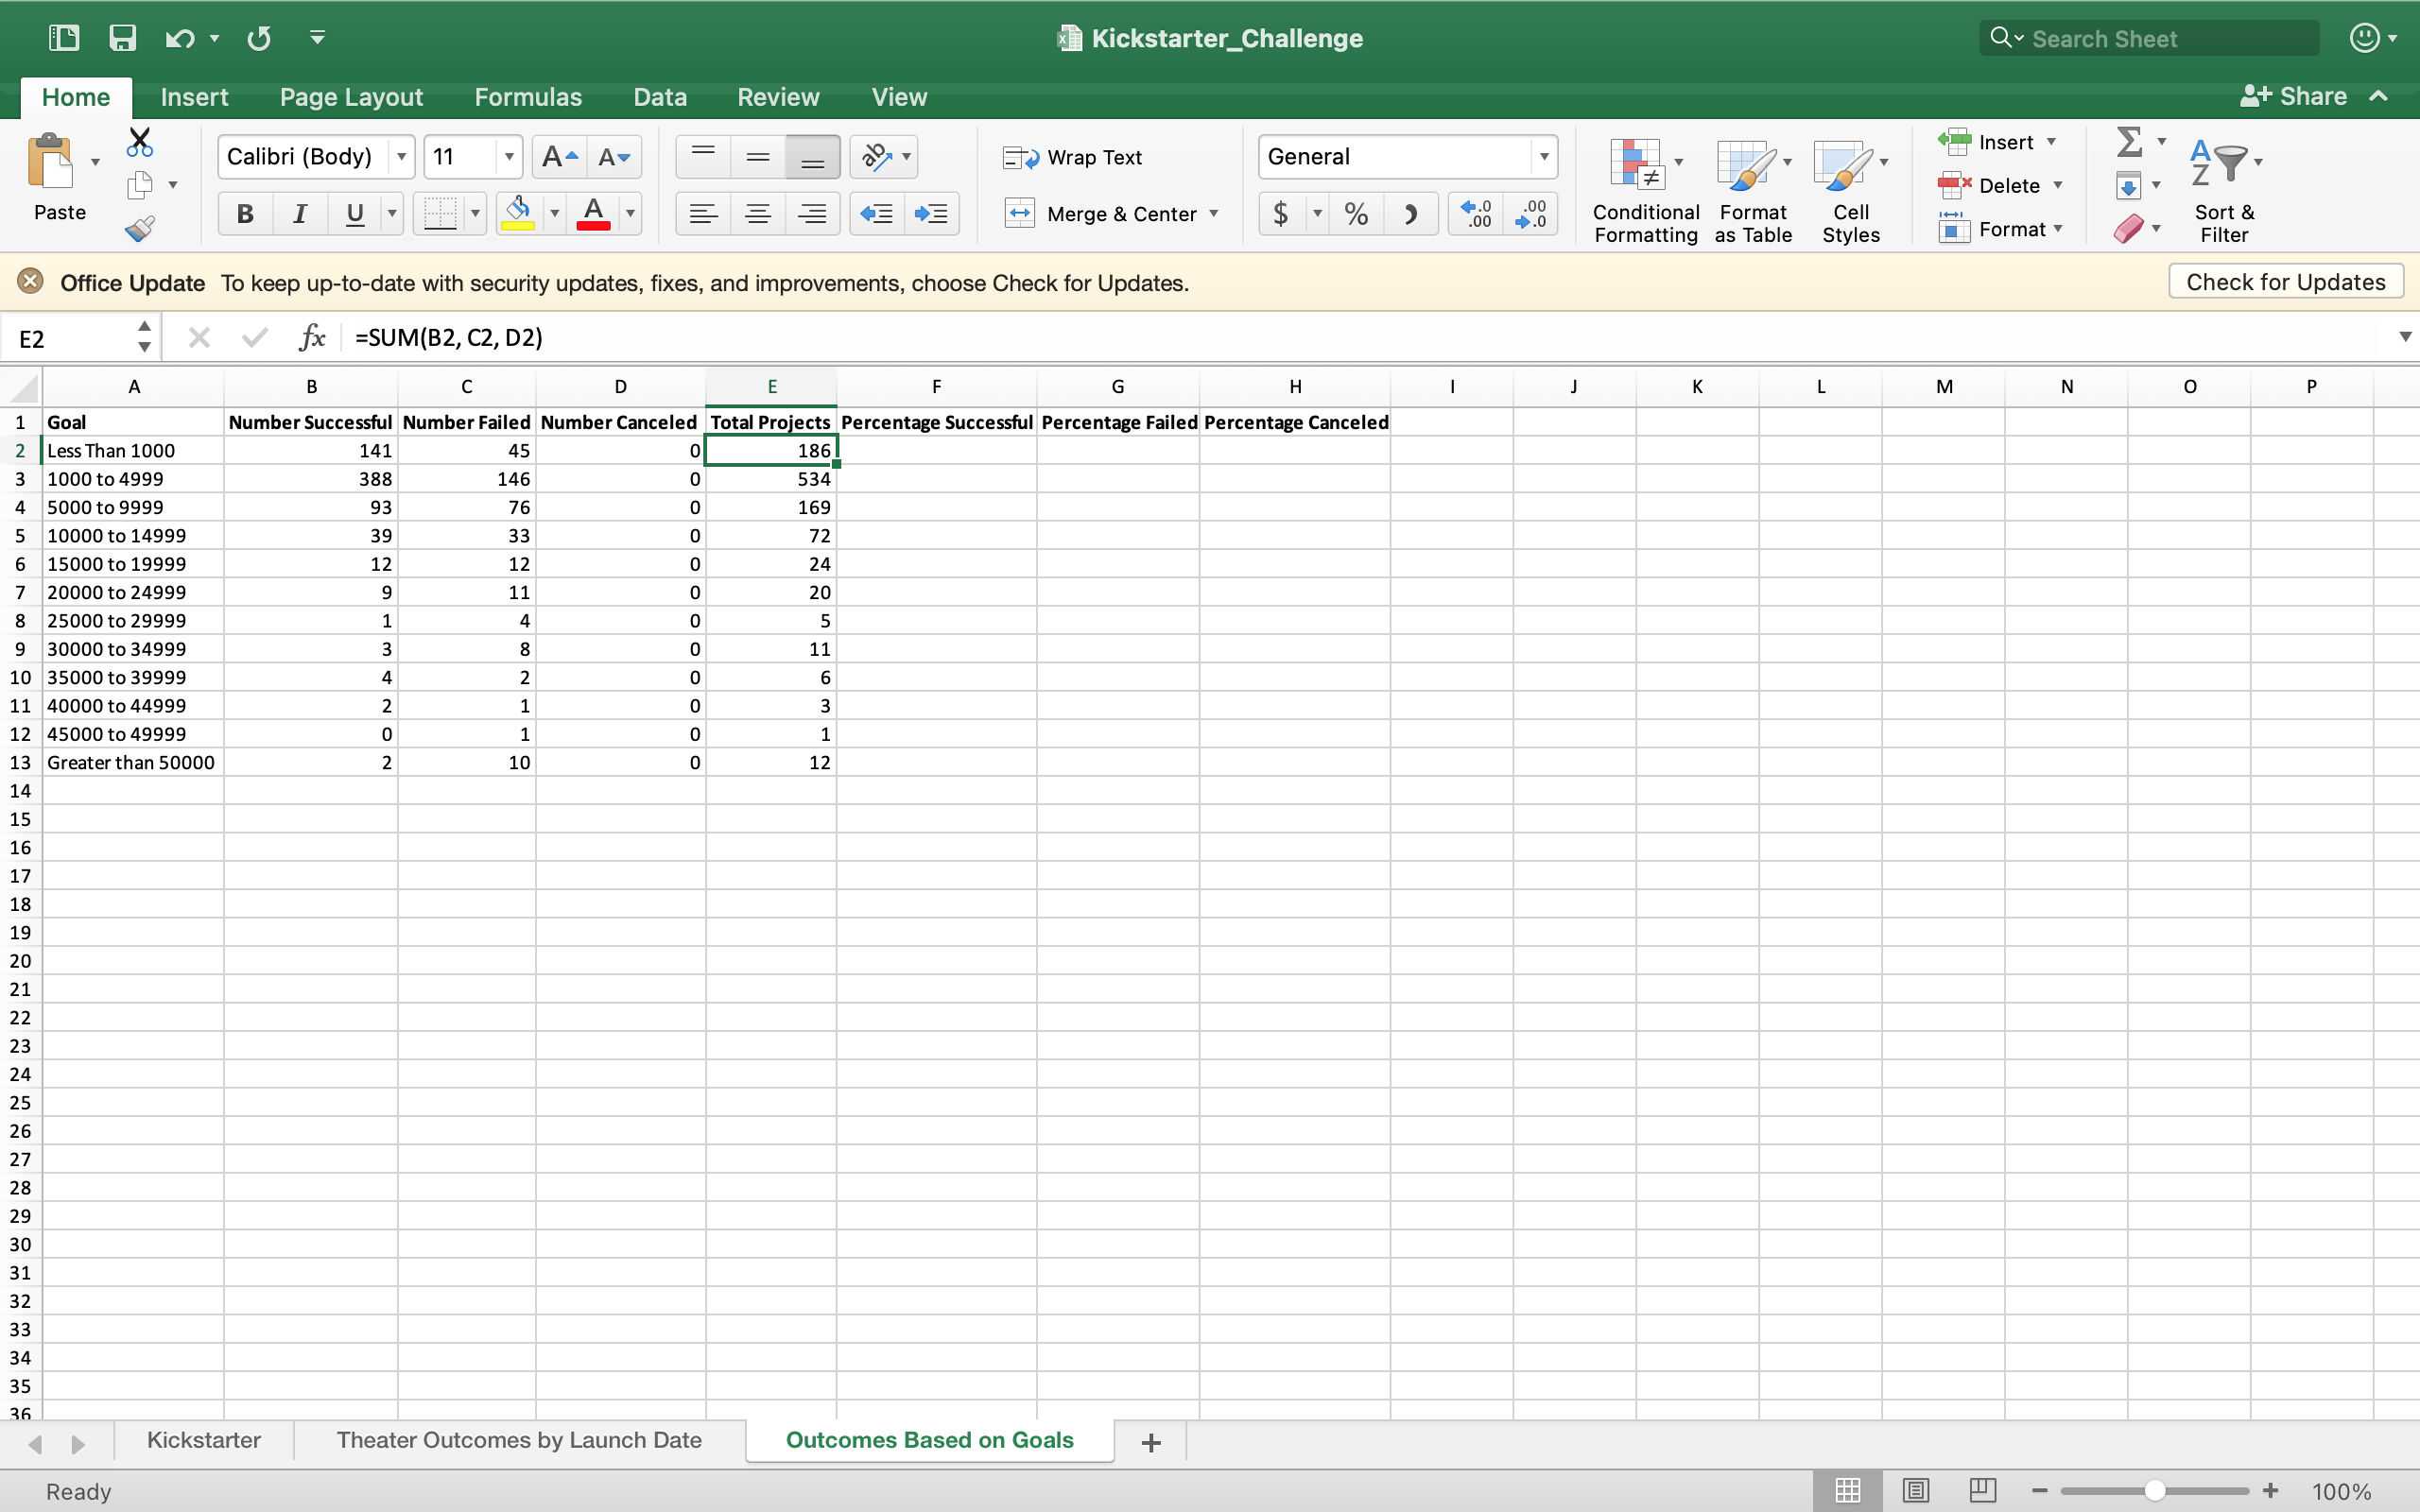 Kickstarter_Challenge
Search Sheet
Home Insert Page Layout Formulas Data Review View Share
Paste
Calibri (Body) 11
B I U
Wrap Text
Merge & Center
General
$ % )
Conditional Formatting
Format as Table
Cell Styles
Insert
Delete
Format
Sort & Filter
Office Update To keep up-to-date with security updates, fixes, and improvements, choose Check for Updates. Check for Updates
E2 fx =SUM(B2, C2, D2)
A B C D E F G H I J K L M N O P
1 Goal Number Successful Number Failed Number Canceled Total Projects Percentage Successful Percentage Failed Percentage Canceled
2 Less Than 1000 141 45 0 186
3 1000 to 4999 388 146 0 534
4 5000 to 9999 93 76 0 169
5 10000 to 14999 39 33 0 72
6 15000 to 19999 12 12 0 24
7 20000 to 24999 9 11 0 20
8 25000 to 29999 1 4 0 5
9 30000 to 34999 3 8 0 11
10 35000 to 39999 4 2 0 6
11 40000 to 44999 2 1 0 3
12 45000 to 49999 0 1 0 1
13 Greater than 50000 2 10 0 12
14
15
16
17
18
19
20
21
22
23
24
25
26
27
28
29
30
31
32
33
34
35
36
Kickstarter Theater Outcomes by Launch Date Outcomes Based on Goals +
Ready 100%